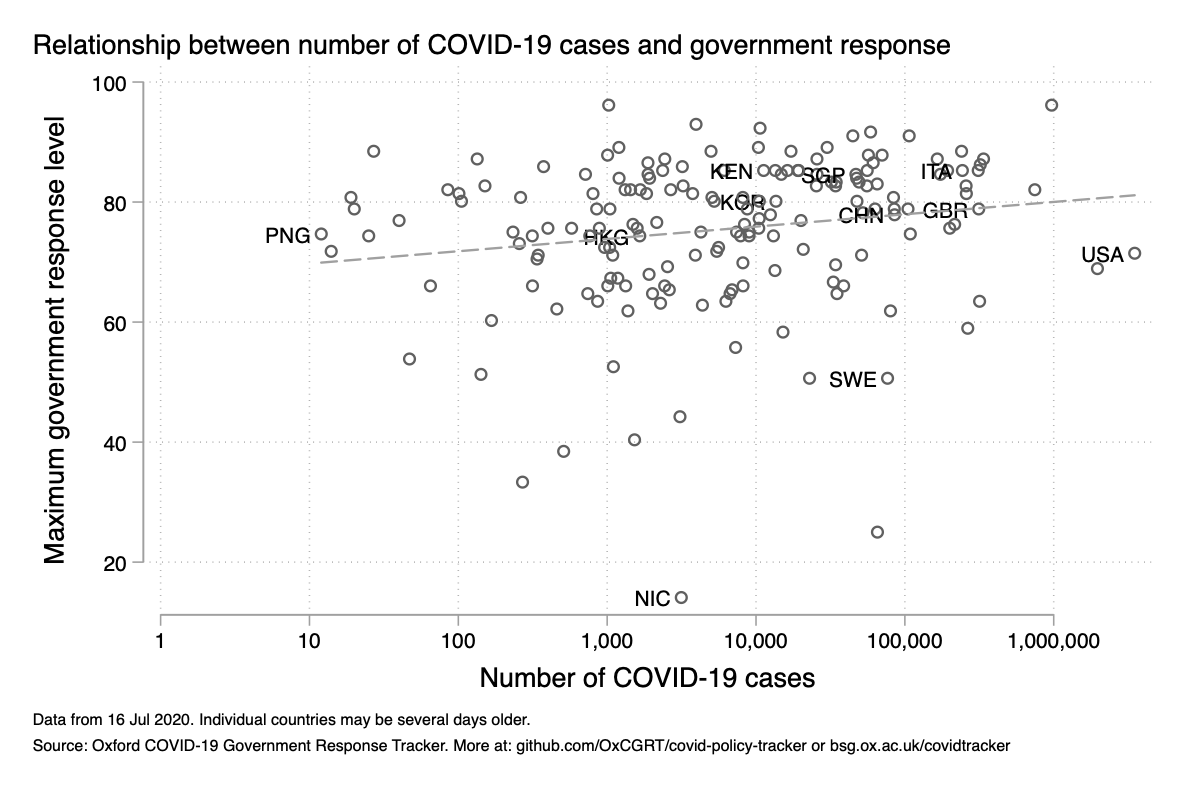 Relationship between number of COVID-19 cases and government response
Maximum government response level
100
80
60
40
20
KEN
SGP
ITA
KOR
CHN
GBR
PNG
HKG
USA
SWE
NIC
1
10
100
1,000
10,000
100,000
1,000,000
Number of COVID-19 cases
Data from 16 Jul 2020. Individual countries may be several days older.
Source: Oxford COVID-19 Government Response Tracker. More at: github.com/OxCGRT/covid-policy-tracker or bsg.ox.ac.uk/covidtracker